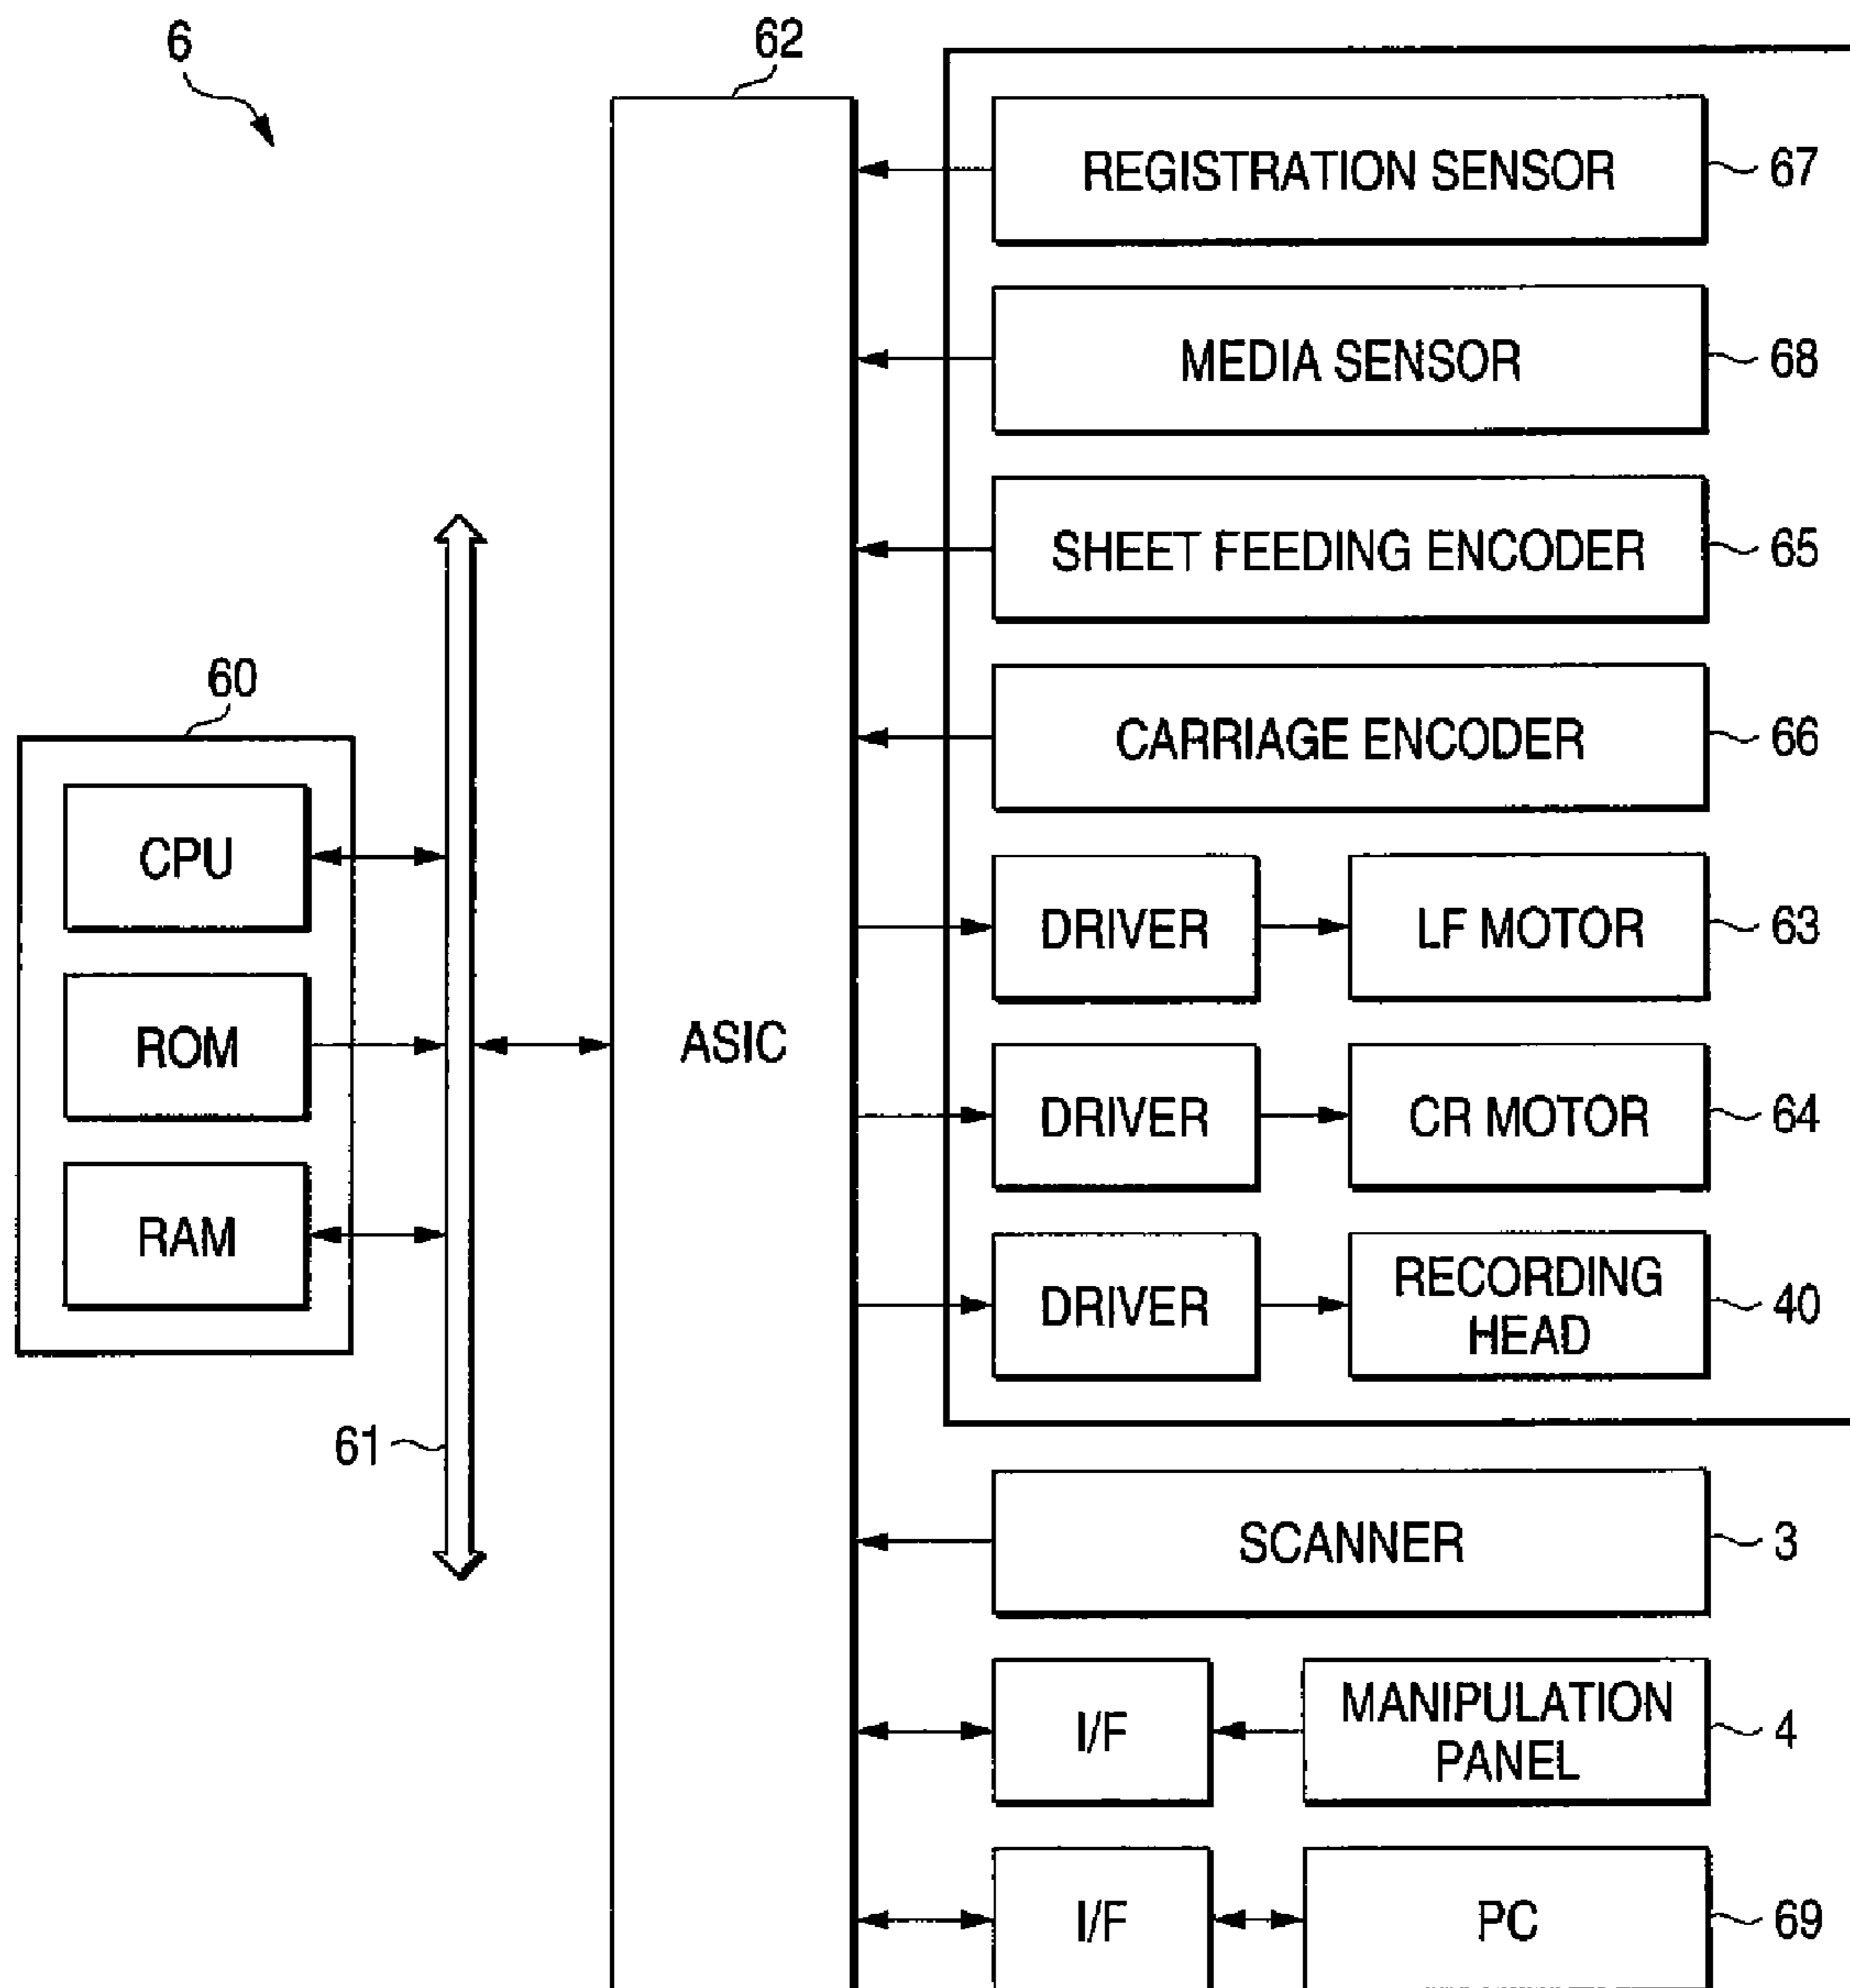 6
62
REGISTRATION SENSOR
67
MEDIA SENSOR
68
SHEET FEEDING ENCODER
65
CARRIAGE ENCODER
66
60
CPU
ROM
RAM
61
ASIC
DRIVER
LF MOTOR
63
DRIVER
CR MOTOR
64
DRIVER
RECORDING
HEAD
40
SCANNER
3
I/F
MANIPULATION
PANEL
4
I/F
PC
69